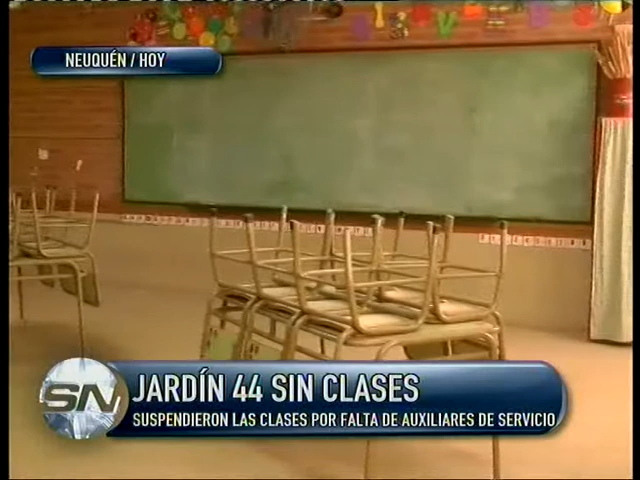 NEUQUÉN / HOY
JARDÍN 44 SIN CLASES
SN
SUSPENDIERON LAS CLASES POR FALTA DE AUXILIARES DE SERVICIO